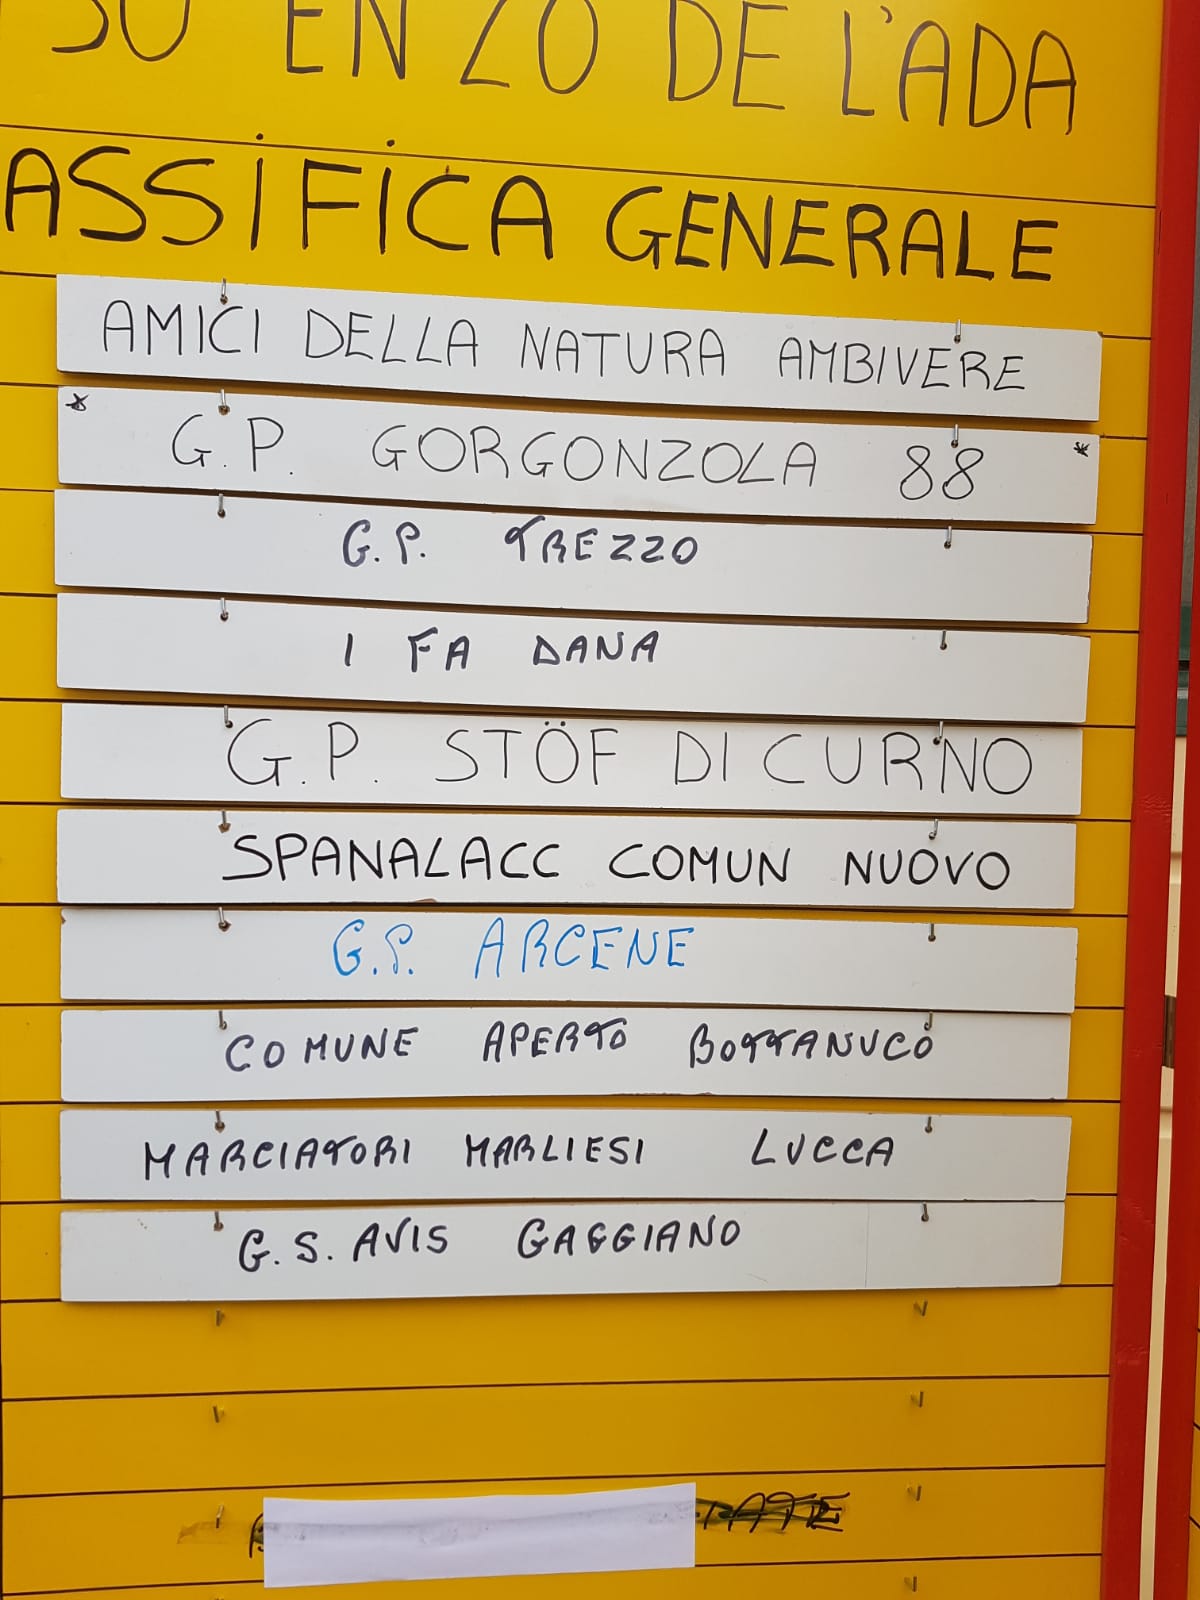 SU EN ZO DE L'ADA
ASSIFICA GENERALE
AMICI DELLA NATURA AMBIVERE
G.P. GORGONZOLA 88
G.P. TREZZO
I FA DANA
G.P. STÖF DI CURNO
SPANALACC COMUN NUOVO
G.P. ARCENE
COMUNE APERTO BOTTANUCO
MARCIATORI MARLIESI LUCCA
G.S. AVIS GAGGIANO